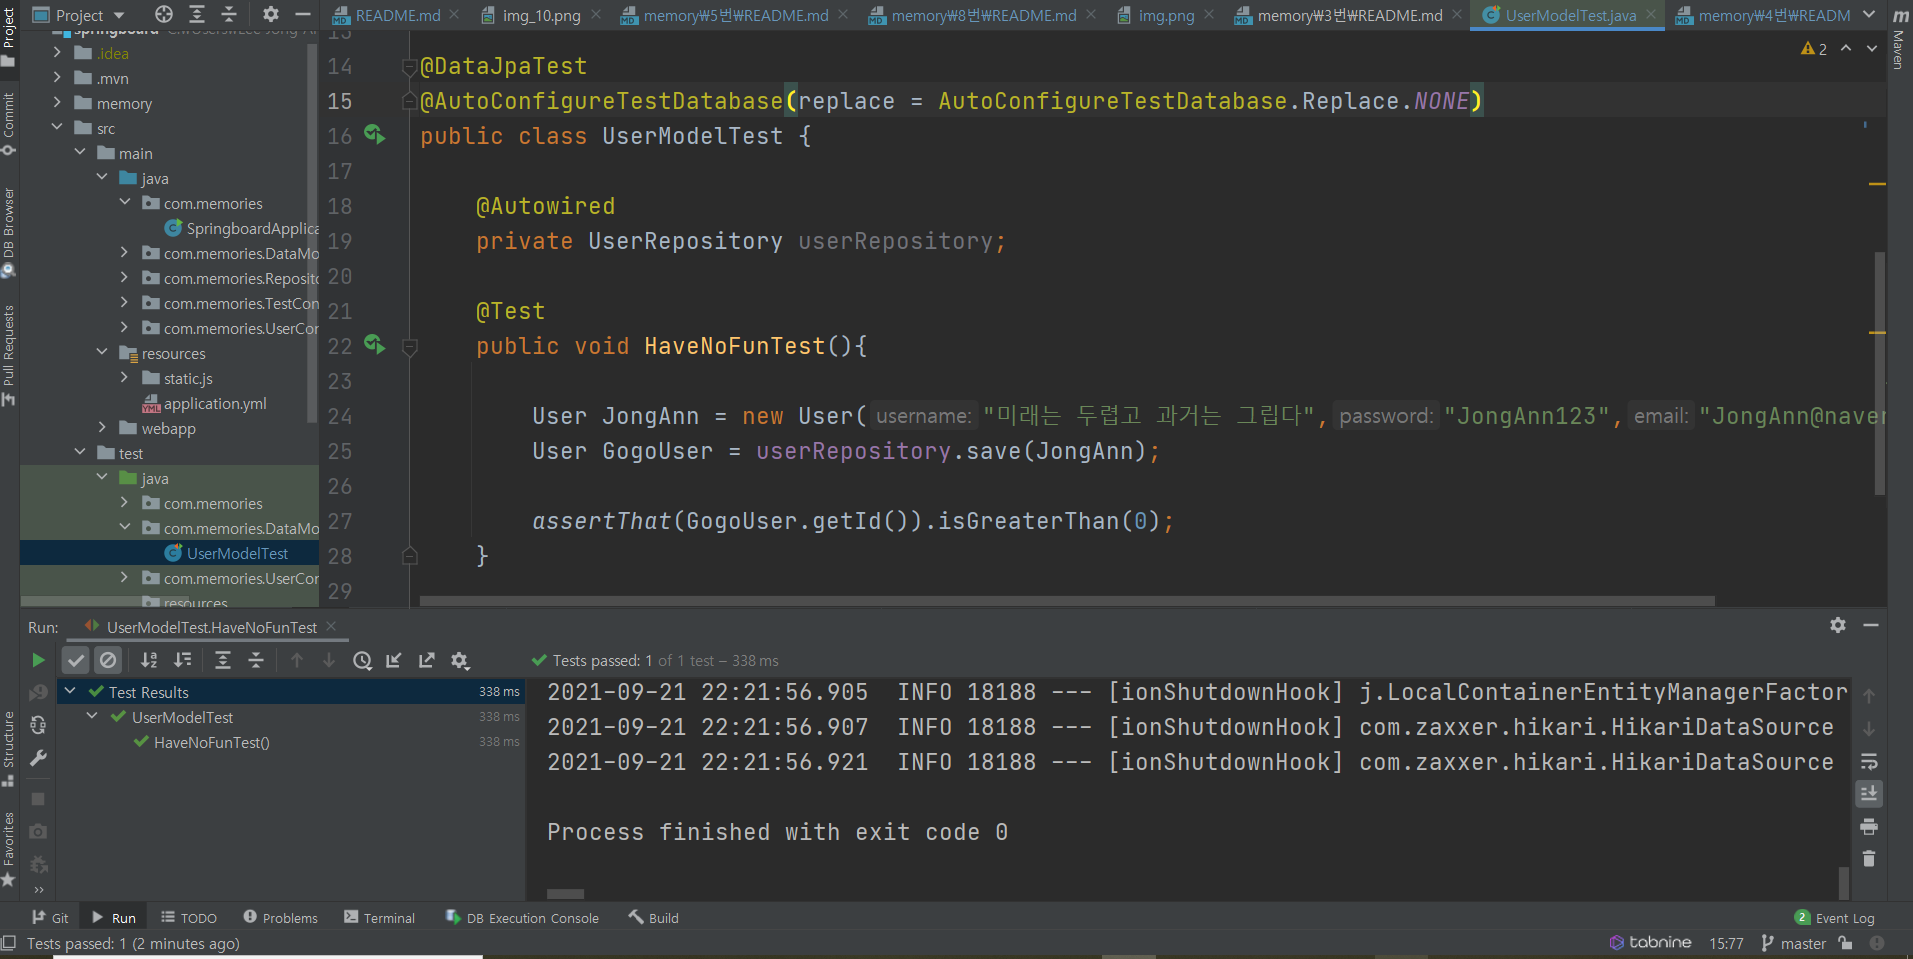 Project
README.md
img_10.png
memory₩5번₩README.md
memory₩8번₩README.md
img.png
memory₩3번₩README.md
UserModelTest.java
memory₩4번₩READM
m
Maven
Project
Commit
DB Browser
Pull Requests
Structure
Favorites
springboard
.idea
.mvn
memory
src
main
java
com.memories
SpringboardApplica
com.memories.DataMo
com.memories.Reposito
com.memories.TestCon
com.memories.UserCon
resources
static.js
application.yml
webapp
test
java
com.memories
com.memories.DataMo
UserModelTest
com.memories.UserCon
resources
2
13
14 @DataJpaTest
15 @AutoConfigureTestDatabase(replace = AutoConfigureTestDatabase.Replace.NONE)
16 public class UserModelTest {
17
18 @Autowired
19 private UserRepository userRepository;
20
21 @Test
22 public void HaveNoFunTest(){
23
24 User JongAnn = new User( username: "미래는 두렵고 과거는 그립다", password: "JongAnn123", email: "JongAnn@naver
25 User GogoUser = userRepository.save(JongAnn);
26
27 assertThat(GogoUser.getId()).isGreaterThan(0);
28 }
29
Run: UserModelTest.HaveNoFunTest
Tests passed: 1 of 1 test – 338 ms
Test Results 338 ms
UserModelTest 338 ms
HaveNoFunTest() 338 ms
2021-09-21 22:21:56.905 INFO 18188 --- [ionShutdownHook] j.LocalContainerEntityManagerFactor
2021-09-21 22:21:56.907 INFO 18188 --- [ionShutdownHook] com.zaxxer.hikari.HikariDataSource
2021-09-21 22:21:56.921 INFO 18188 --- [ionShutdownHook] com.zaxxer.hikari.HikariDataSource
Process finished with exit code 0
Git Run TODO Problems Terminal DB Execution Console Build 2 Event Log
Tests passed: 1 (2 minutes ago) tabnine 15:77 master